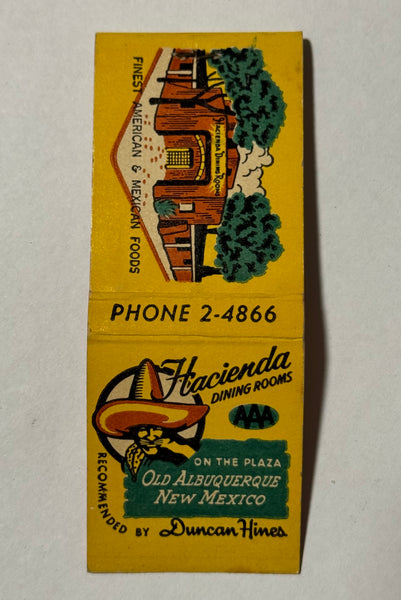 FINEST AMERICAN & MEXICAN FOODS
HACIENDA DINING ROOMS
PHONE 2-4866
Hacienda
DINING ROOMS
AAA
ON THE PLAZA
OLD ALBUQUERQUE
NEW MEXICO
RECOMMENDED BY Duncan Hines